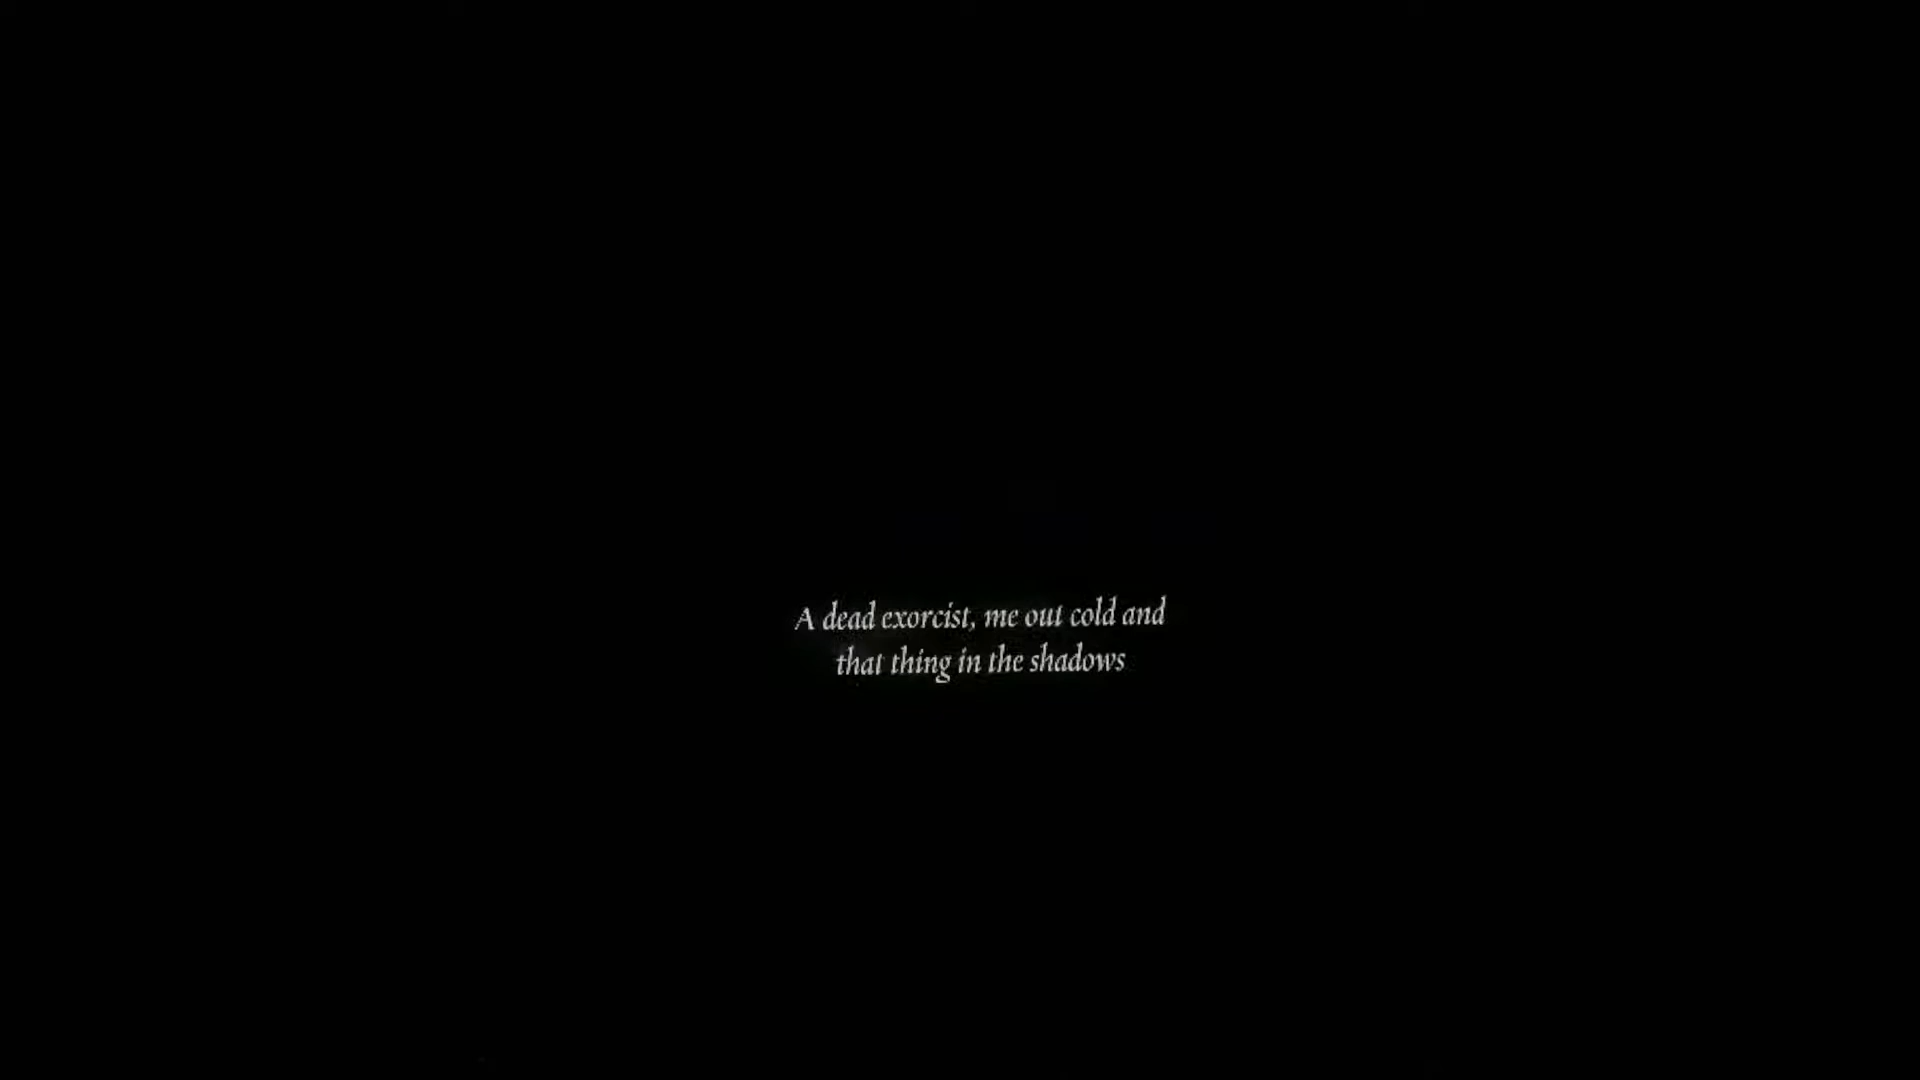 A dead exorcist, me out cold and
that thing in the shadows